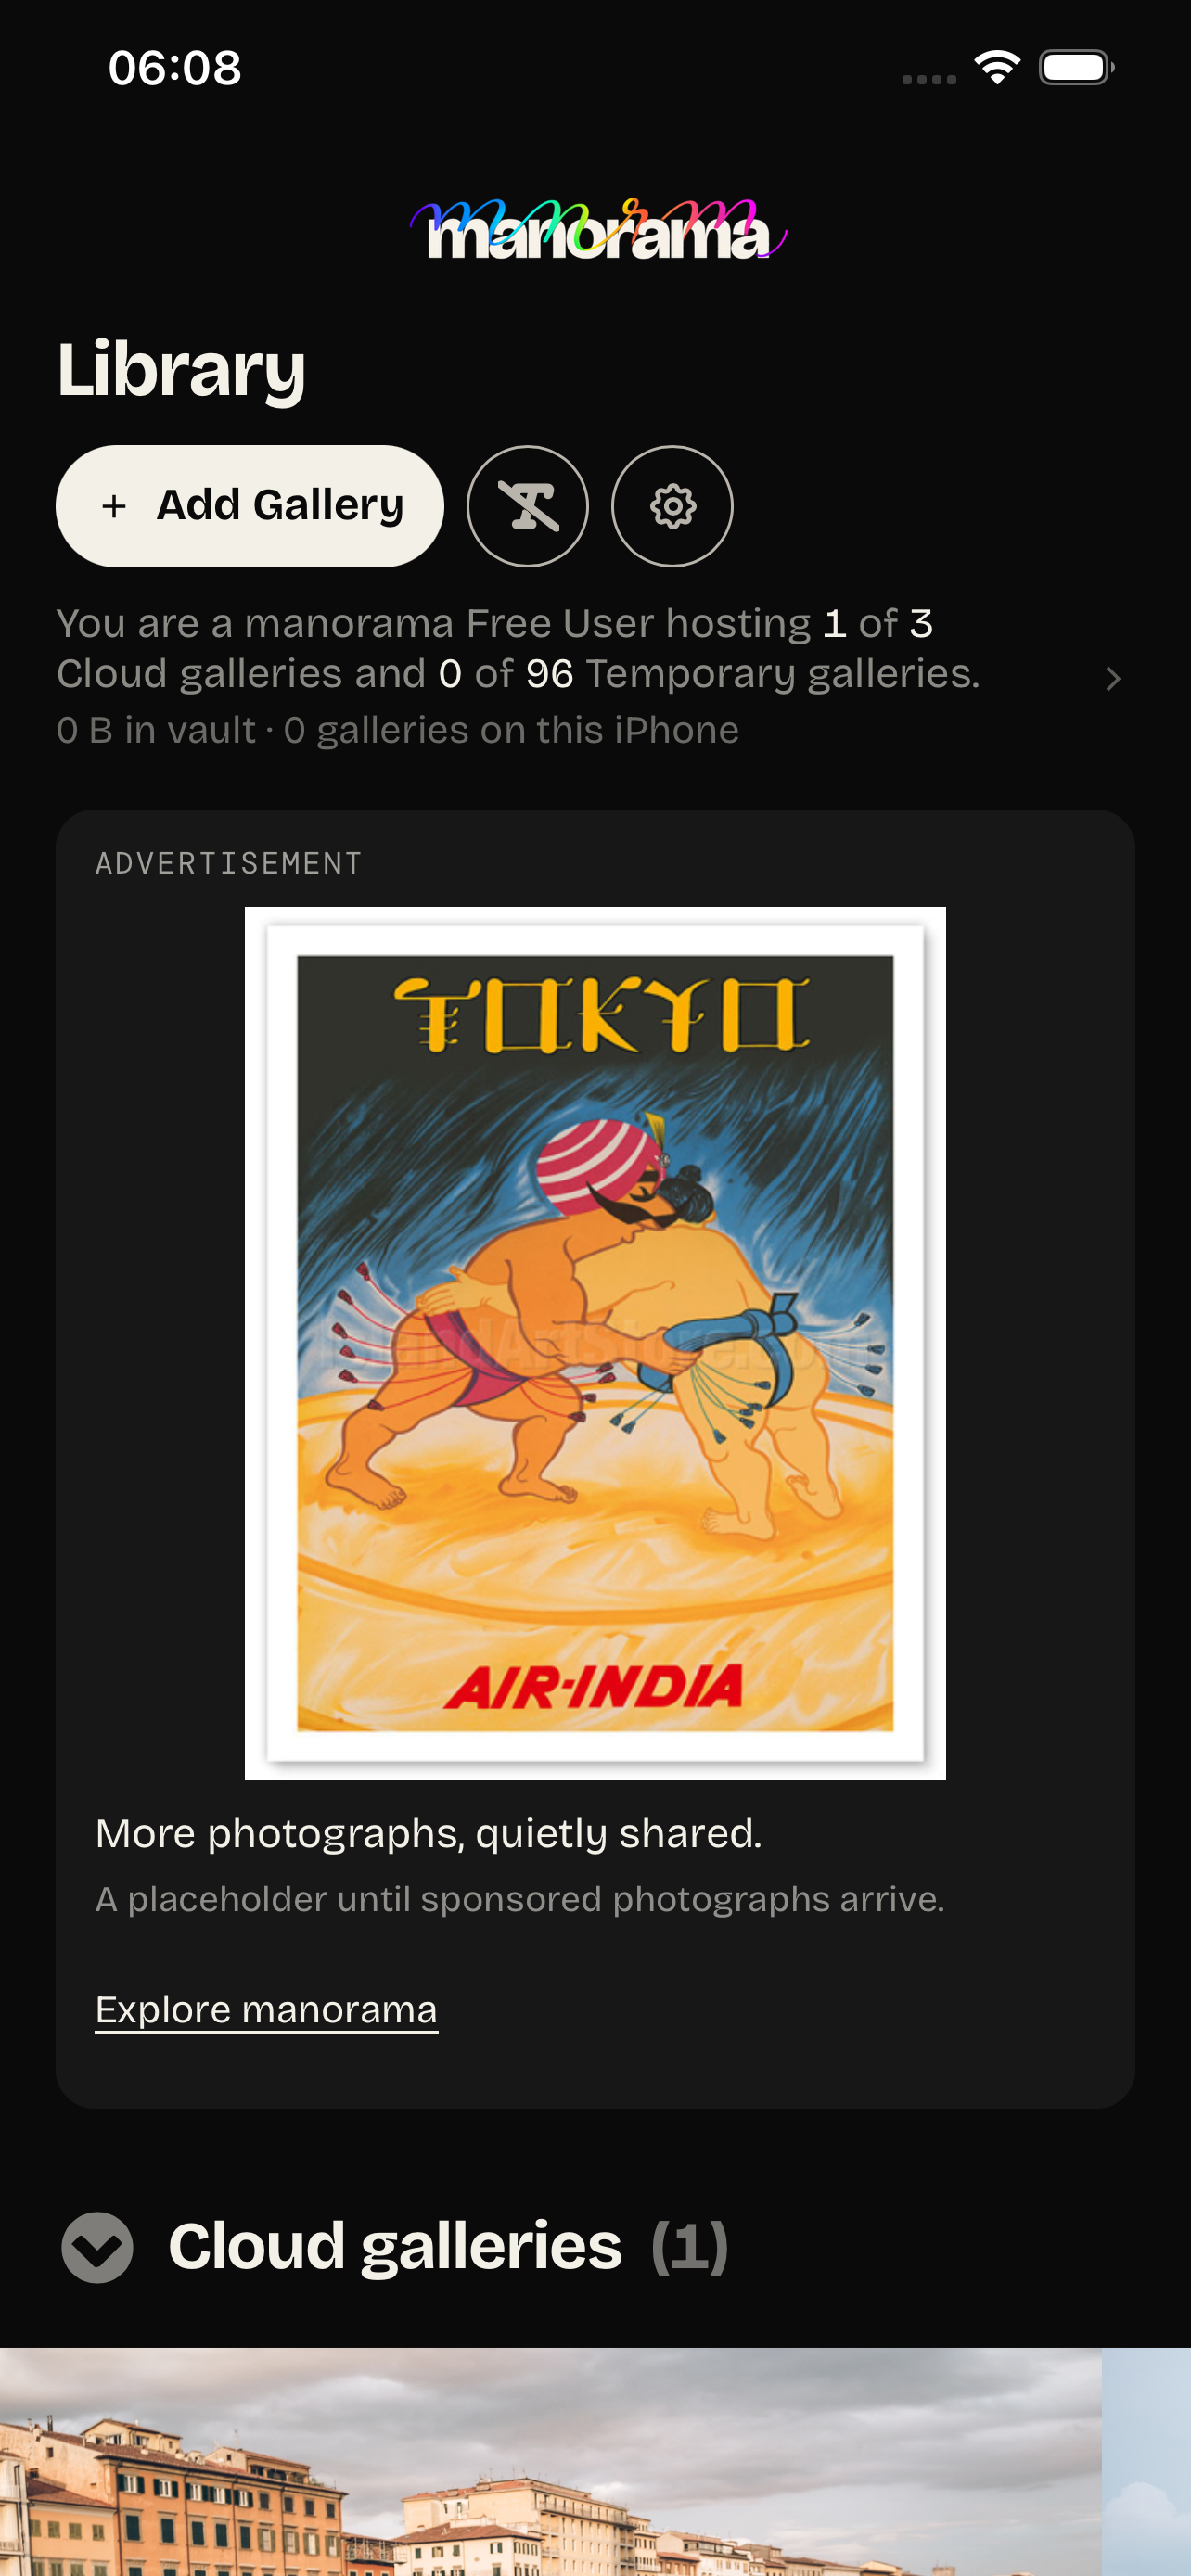 06:08
manorama
Library
+ Add Gallery
You are a manorama Free User hosting 1 of 3
Cloud galleries and 0 of 96 Temporary galleries.
0 B in vault · 0 galleries on this iPhone
ADVERTISEMENT
TOKYO
IslandArtStore.com
AIR-INDIA
More photographs, quietly shared.
A placeholder until sponsored photographs arrive.
Explore manorama
Cloud galleries (1)